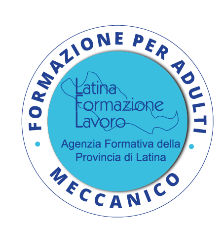 FORMAZIONE PER ADULTI
Latina
Formazione
Lavoro
Agenzia Formativa della
Provincia di Latina
MECCANICO